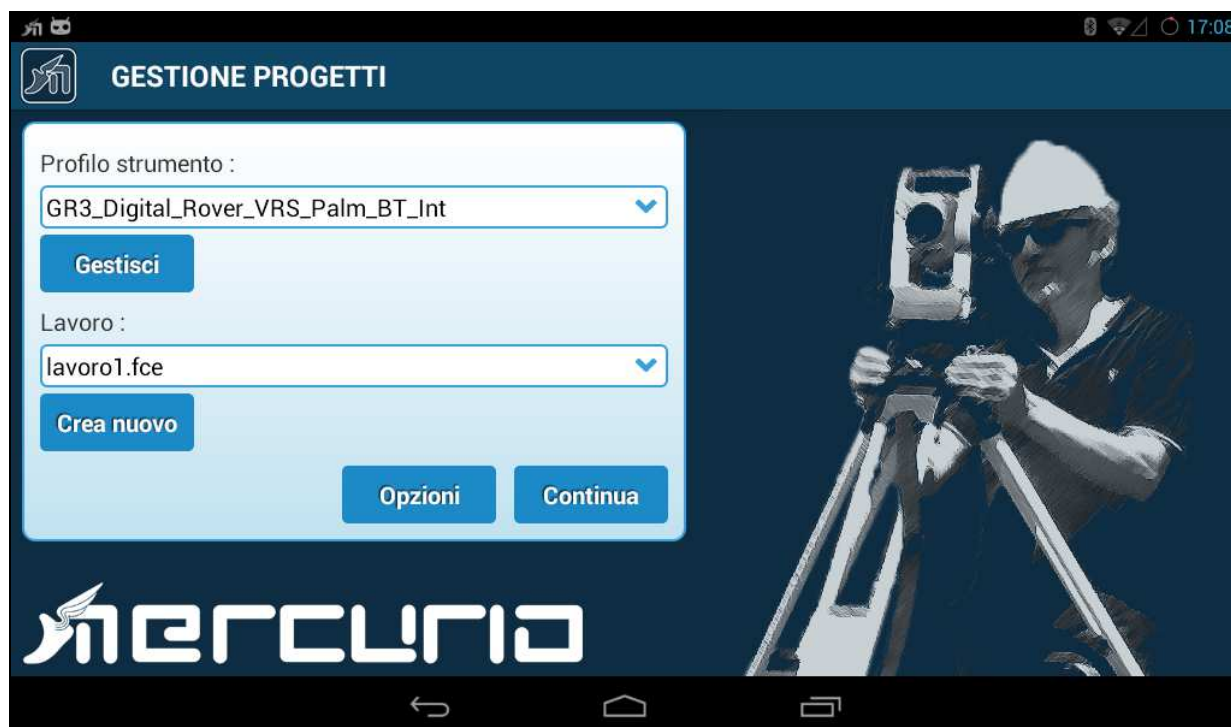 17:08
GESTIONE PROGETTI
Profilo strumento :
GR3_Digital_Rover_VRS_Palm_BT_Int
Gestisci
Lavoro :
lavoro1.fce
Crea nuovo
Opzioni Continua
mercurio